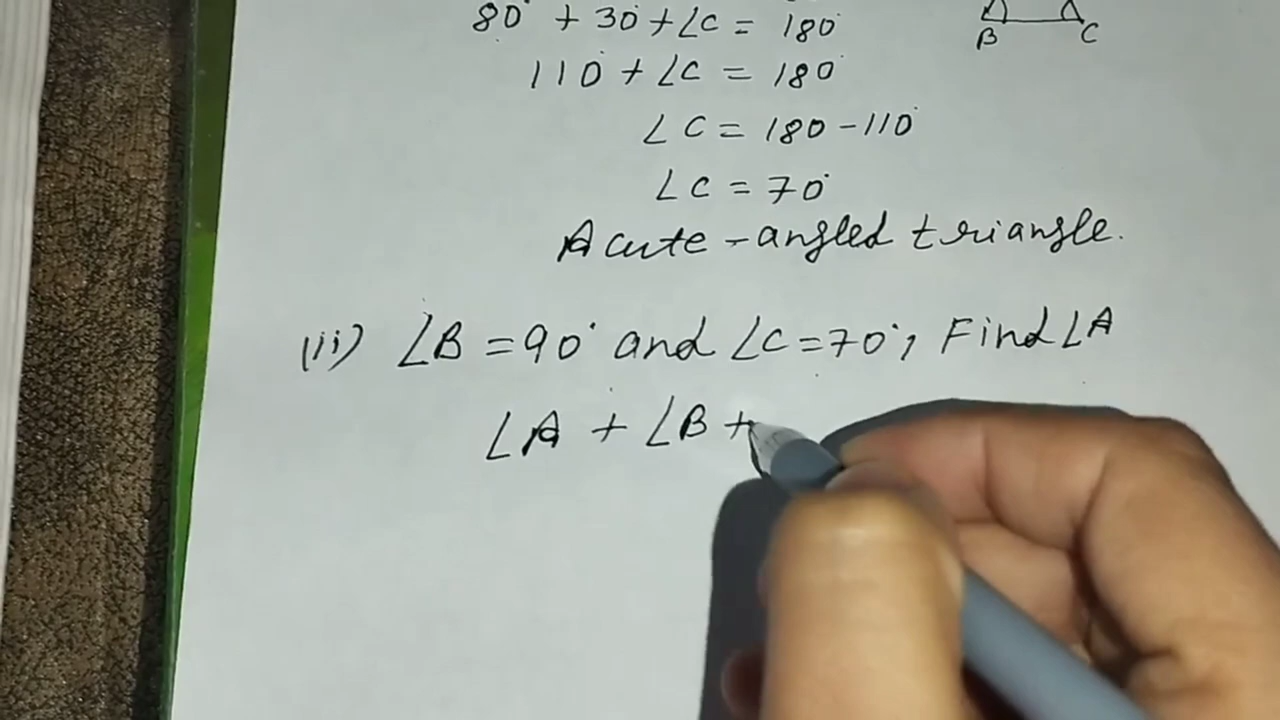 80° + 30° + ∠C = 180°
B C
110° + ∠C = 180°
∠C = 180 - 110°
∠C = 70°
Acute - angled triangle.
(ii) ∠B = 90° and ∠C = 70°, Find ∠A
∠A + ∠B +